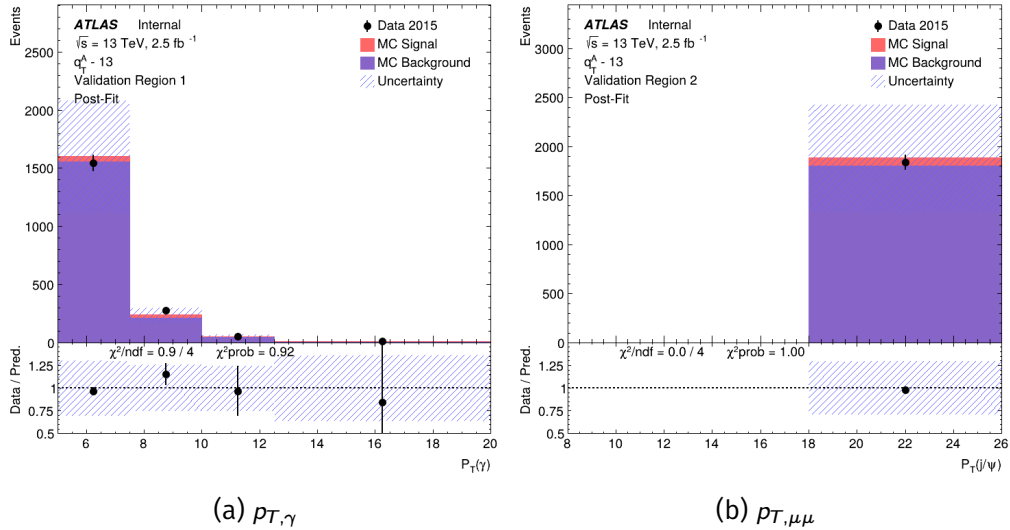 Events
ATLAS Internal
√s = 13 TeV, 2.5 fb⁻¹
q_T^A - 13
Validation Region 1
Post-Fit
Data 2015
MC Signal
MC Background
Uncertainty
2500
2000
1500
1000
500
0
χ²/ndf = 0.9 / 4 χ²prob = 0.92
Data / Pred.
1.25
1
0.75
0.5
6 8 10 12 14 16 18 20
P_T(γ)
(a) p_{T,γ}
Events
ATLAS Internal
√s = 13 TeV, 2.5 fb⁻¹
q_T^A - 13
Validation Region 2
Post-Fit
Data 2015
MC Signal
MC Background
Uncertainty
3000
2500
2000
1500
1000
500
0
χ²/ndf = 0.0 / 4 χ²prob = 1.00
Data / Pred.
1.25
1
0.75
0.5
8 10 12 14 16 18 20 22 24 26
P_T(j/ψ)
(b) p_{T,μμ}